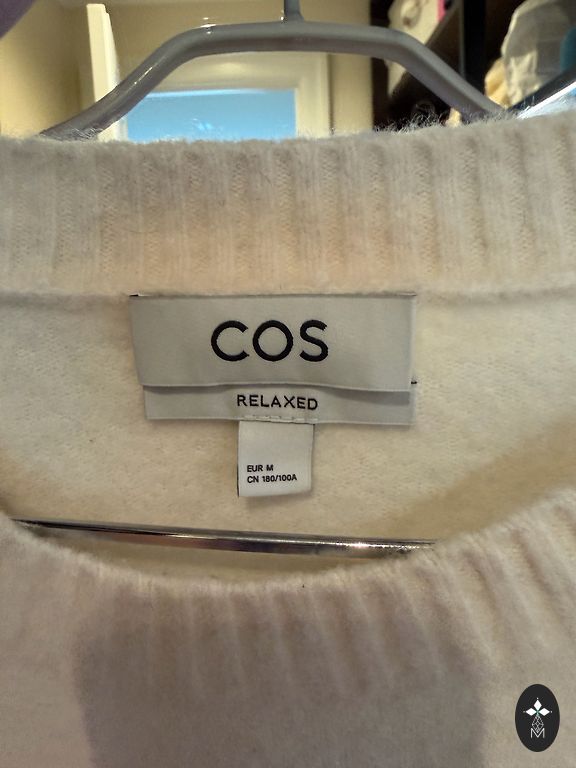 COS
RELAXED
EUR M
CN 180/100A
M